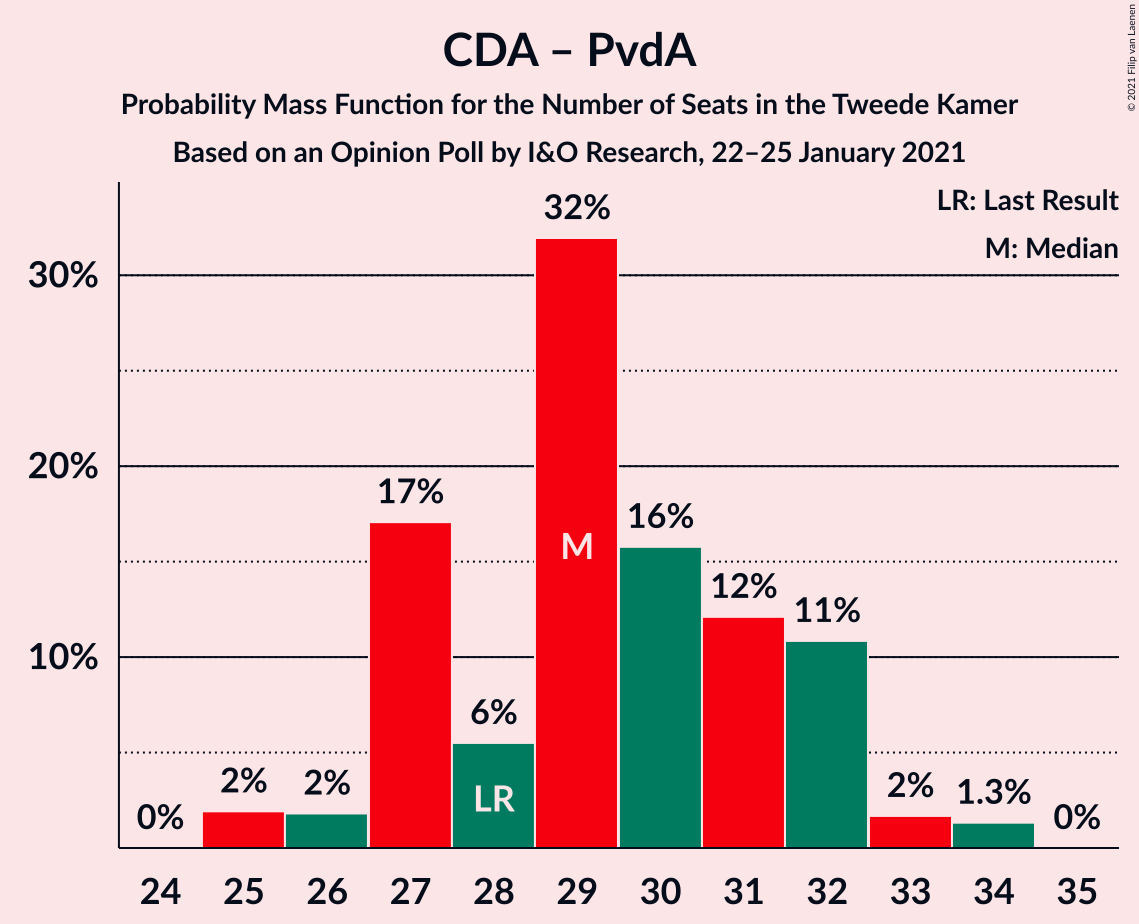 © 2021 Filip van Laenen
CDA – PvdA
Probability Mass Function for the Number of Seats in the Tweede Kamer
Based on an Opinion Poll by I&O Research, 22–25 January 2021
LR: Last Result
M: Median
30%
20%
10%
0%
2%
2%
17%
6%
32%
16%
12%
11%
2%
1.3%
0%
LR
M
24 25 26 27 28 29 30 31 32 33 34 35